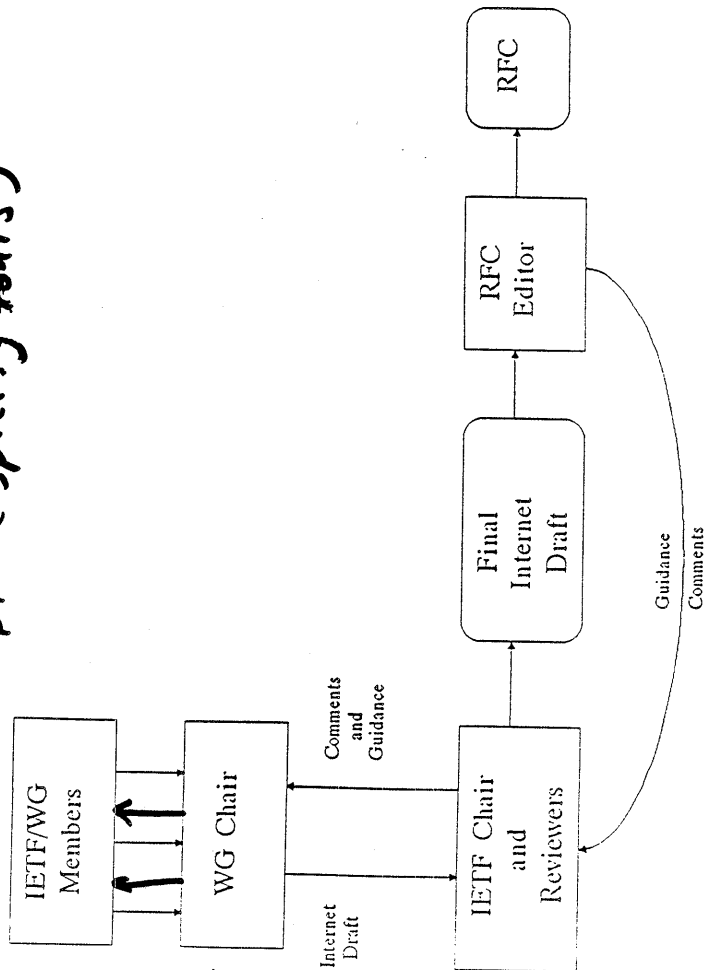 IETF/WG
Members
WG Chair
Internet
Draft
Comments
and
Guidance
IETF Chair
and
Reviewers
Final
Internet
Draft
RFC
Editor
RFC
Guidance
Comments